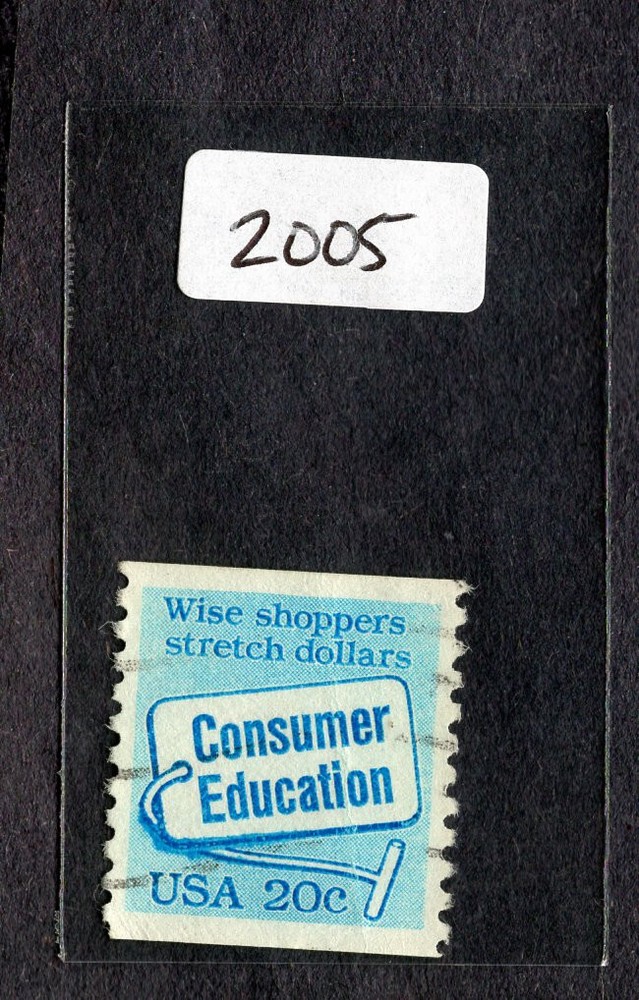 2005
Wise shoppers
stretch dollars
Consumer
Education
USA 20c